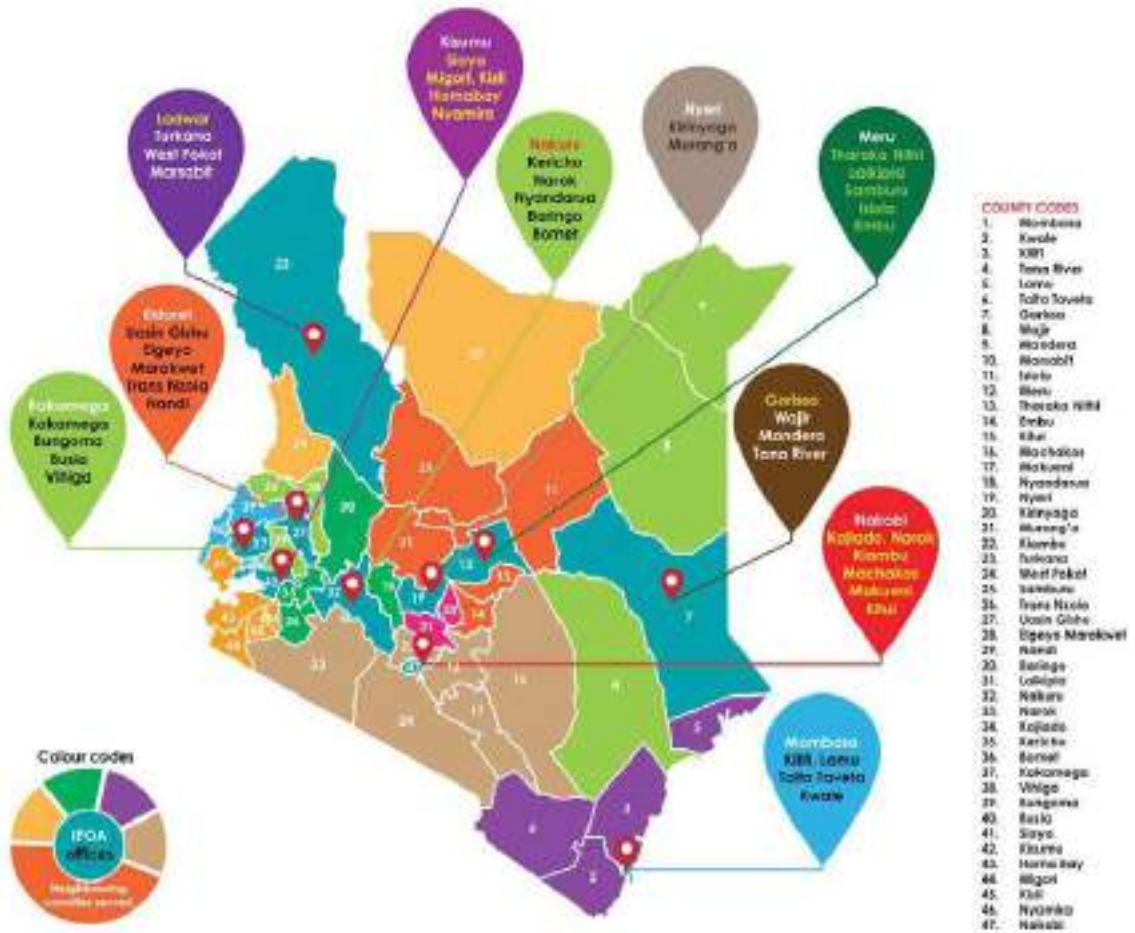 Kisumu
Siaya
Migori, Kisii
Homabay
Nyamira
Lodwar
Turkana
West Pokot
Marsabit
Nakuru
Kericho
Narok
Nyandarua
Baringo
Bomet
Nyeri
Kirinyaga
Murang'a
Meru
Tharaka Nithi
Laikipia
Samburu
Isiolo
Embu
Eldoret
Uasin Gishu
Elgeyo
Marakwet
Trans Nzoia
Nandi
Kakamega
Kakamega
Bungoma
Busia
Vihiga
Garissa
Wajir
Mandera
Tana River
Nairobi
Kajiado, Narok
Kiambu
Machakos
Makueni
Kitui
Mombasa
Kilifi, Lamu
Taita Taveta
Kwale
Colour codes
IPOA
offices
Neighbouring
counties served
COUNTY CODES
1. Mombasa
2. Kwale
3. Kilifi
4. Tana River
5. Lamu
6. Taita Taveta
7. Garissa
8. Wajir
9. Mandera
10. Marsabit
11. Isiolo
12. Meru
13. Tharaka Nithi
14. Embu
15. Kitui
16. Machakos
17. Makueni
18. Nyandarua
19. Nyeri
20. Kirinyaga
21. Murang'a
22. Kiambu
23. Turkana
24. West Pokot
25. Samburu
26. Trans Nzoia
27. Uasin Gishu
28. Elgeyo Marakwet
29. Nandi
30. Baringo
31. Laikipia
32. Nakuru
33. Narok
34. Kajiado
35. Kericho
36. Bomet
37. Kakamega
38. Vihiga
39. Bungoma
40. Busia
41. Siaya
42. Kisumu
43. Homa Bay
44. Migori
45. Kisii
46. Nyamira
47. Nairobi